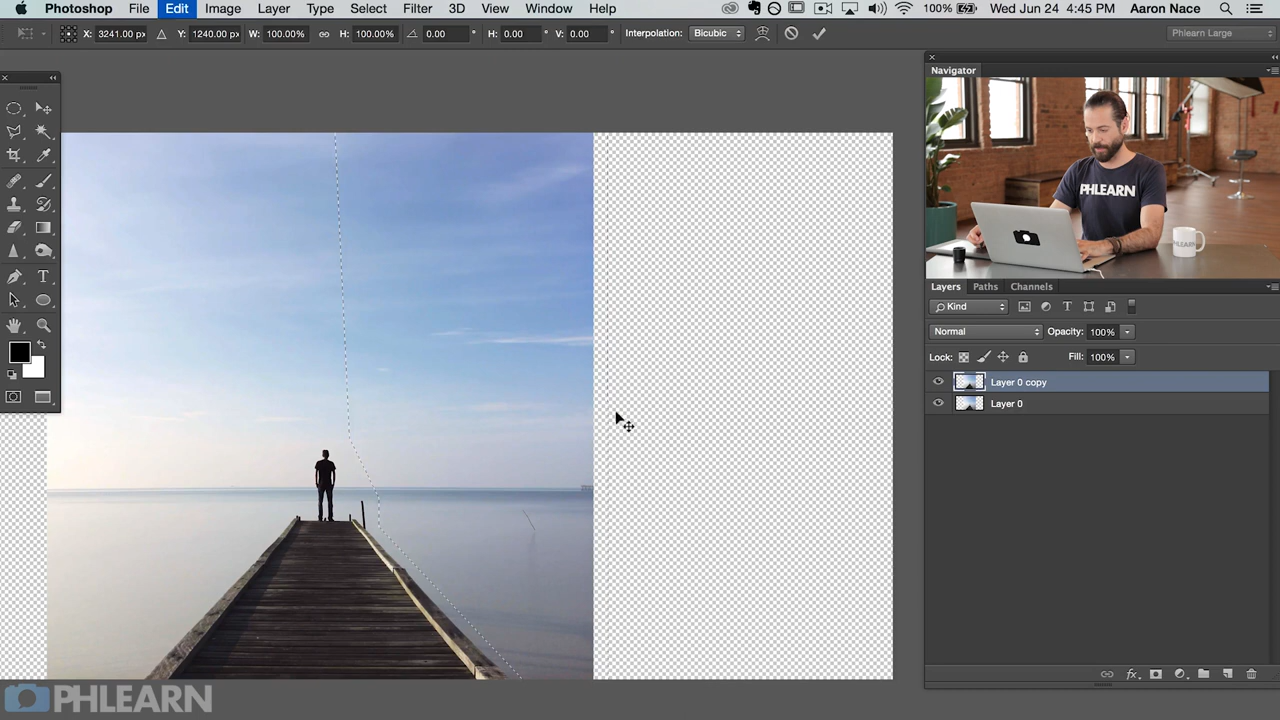 Photoshop File Edit Image Layer Type Select Filter 3D View Window Help 100% Wed Jun 24 4:45 PM Aaron Nace
X: 3241.00 px Y: 1240.00 px W: 100.00% H: 100.00% 0.00 ° H: 0.00 ° V: 0.00 ° Interpolation: Bicubic Phlearn Large
Navigator
PHLEARN
PHLEARN
Layers Paths Channels
Kind T
Normal Opacity: 100%
Lock: Fill: 100%
Layer 0 copy
Layer 0
fx
T
PHLEARN